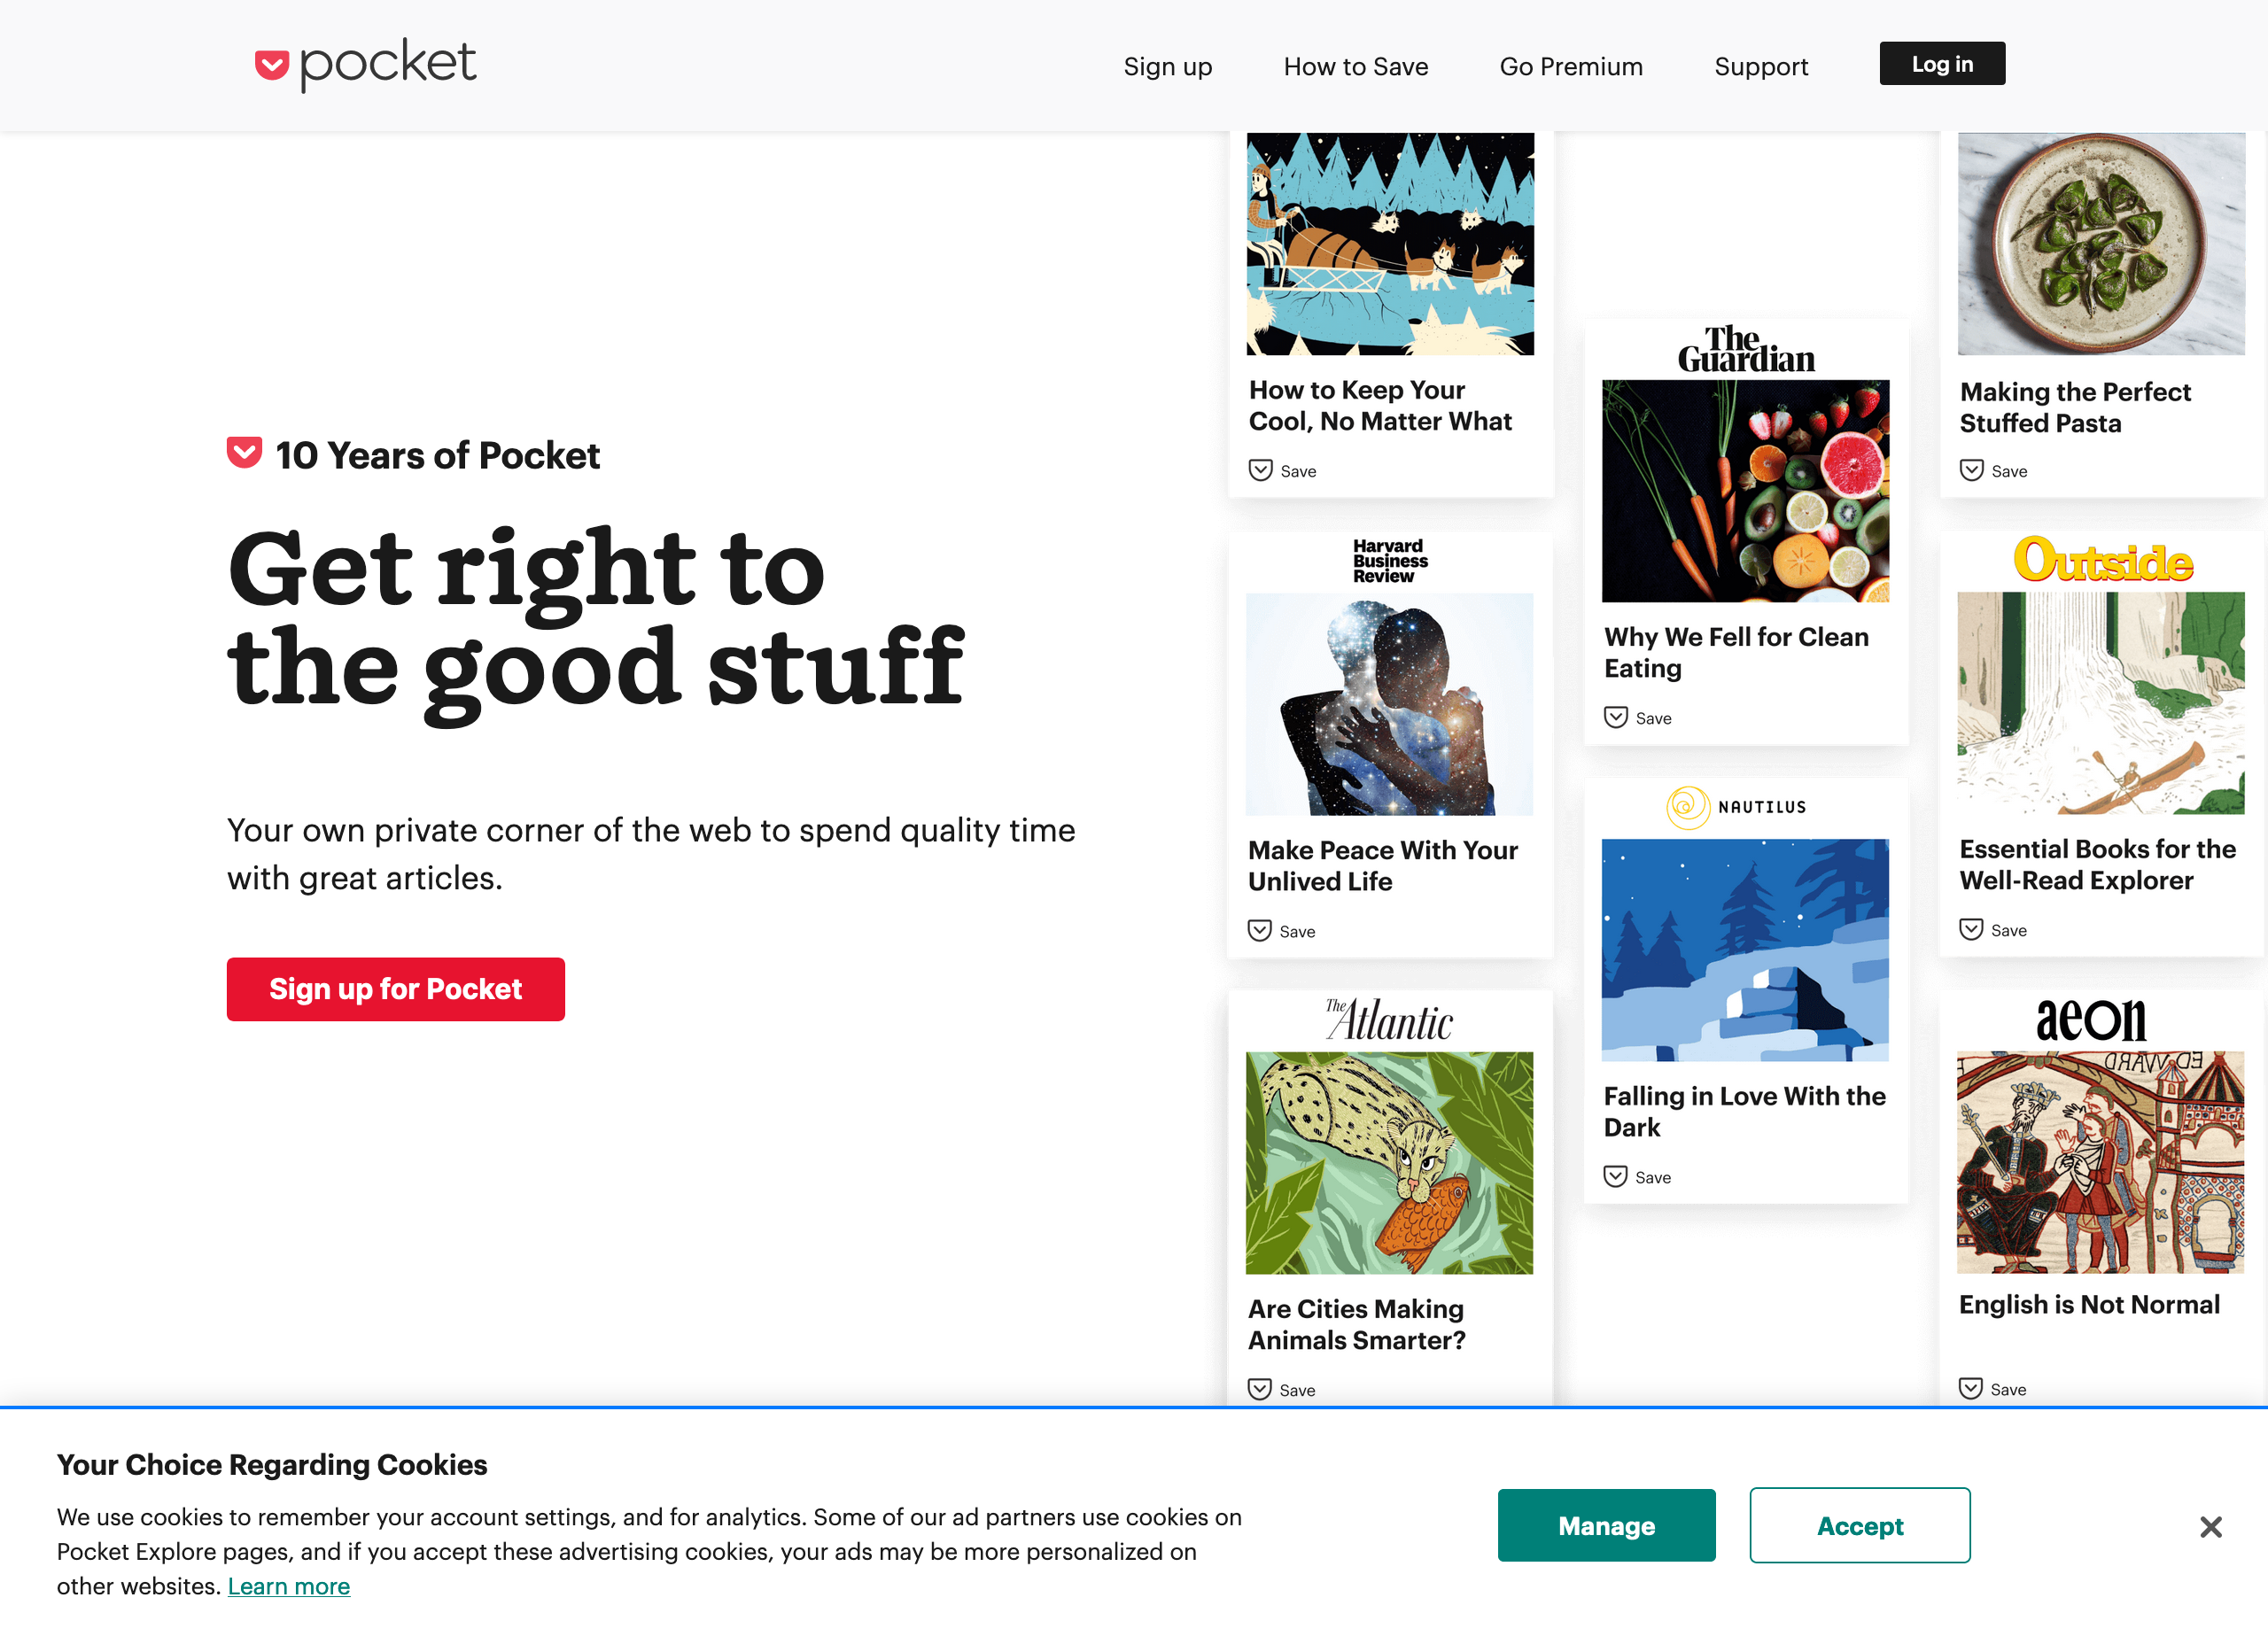 pocket
Sign up
How to Save
Go Premium
Support
Log in
10 Years of Pocket
Get right to
the good stuff
Your own private corner of the web to spend quality time
with great articles.
Sign up for Pocket
How to Keep Your
Cool, No Matter What
Save
Harvard
Business
Review
Make Peace With Your
Unlived Life
Save
The Atlantic
Are Cities Making
Animals Smarter?
Save
The
Guardian
Why We Fell for Clean
Eating
Save
NAUTILUS
Falling in Love With the
Dark
Save
Making the Perfect
Stuffed Pasta
Save
Outside
Essential Books for the
Well-Read Explorer
Save
aeon
EDWARD
English is Not Normal
Save
Your Choice Regarding Cookies
We use cookies to remember your account settings, and for analytics. Some of our ad partners use cookies on
Pocket Explore pages, and if you accept these advertising cookies, your ads may be more personalized on
other websites. Learn more
Manage
Accept